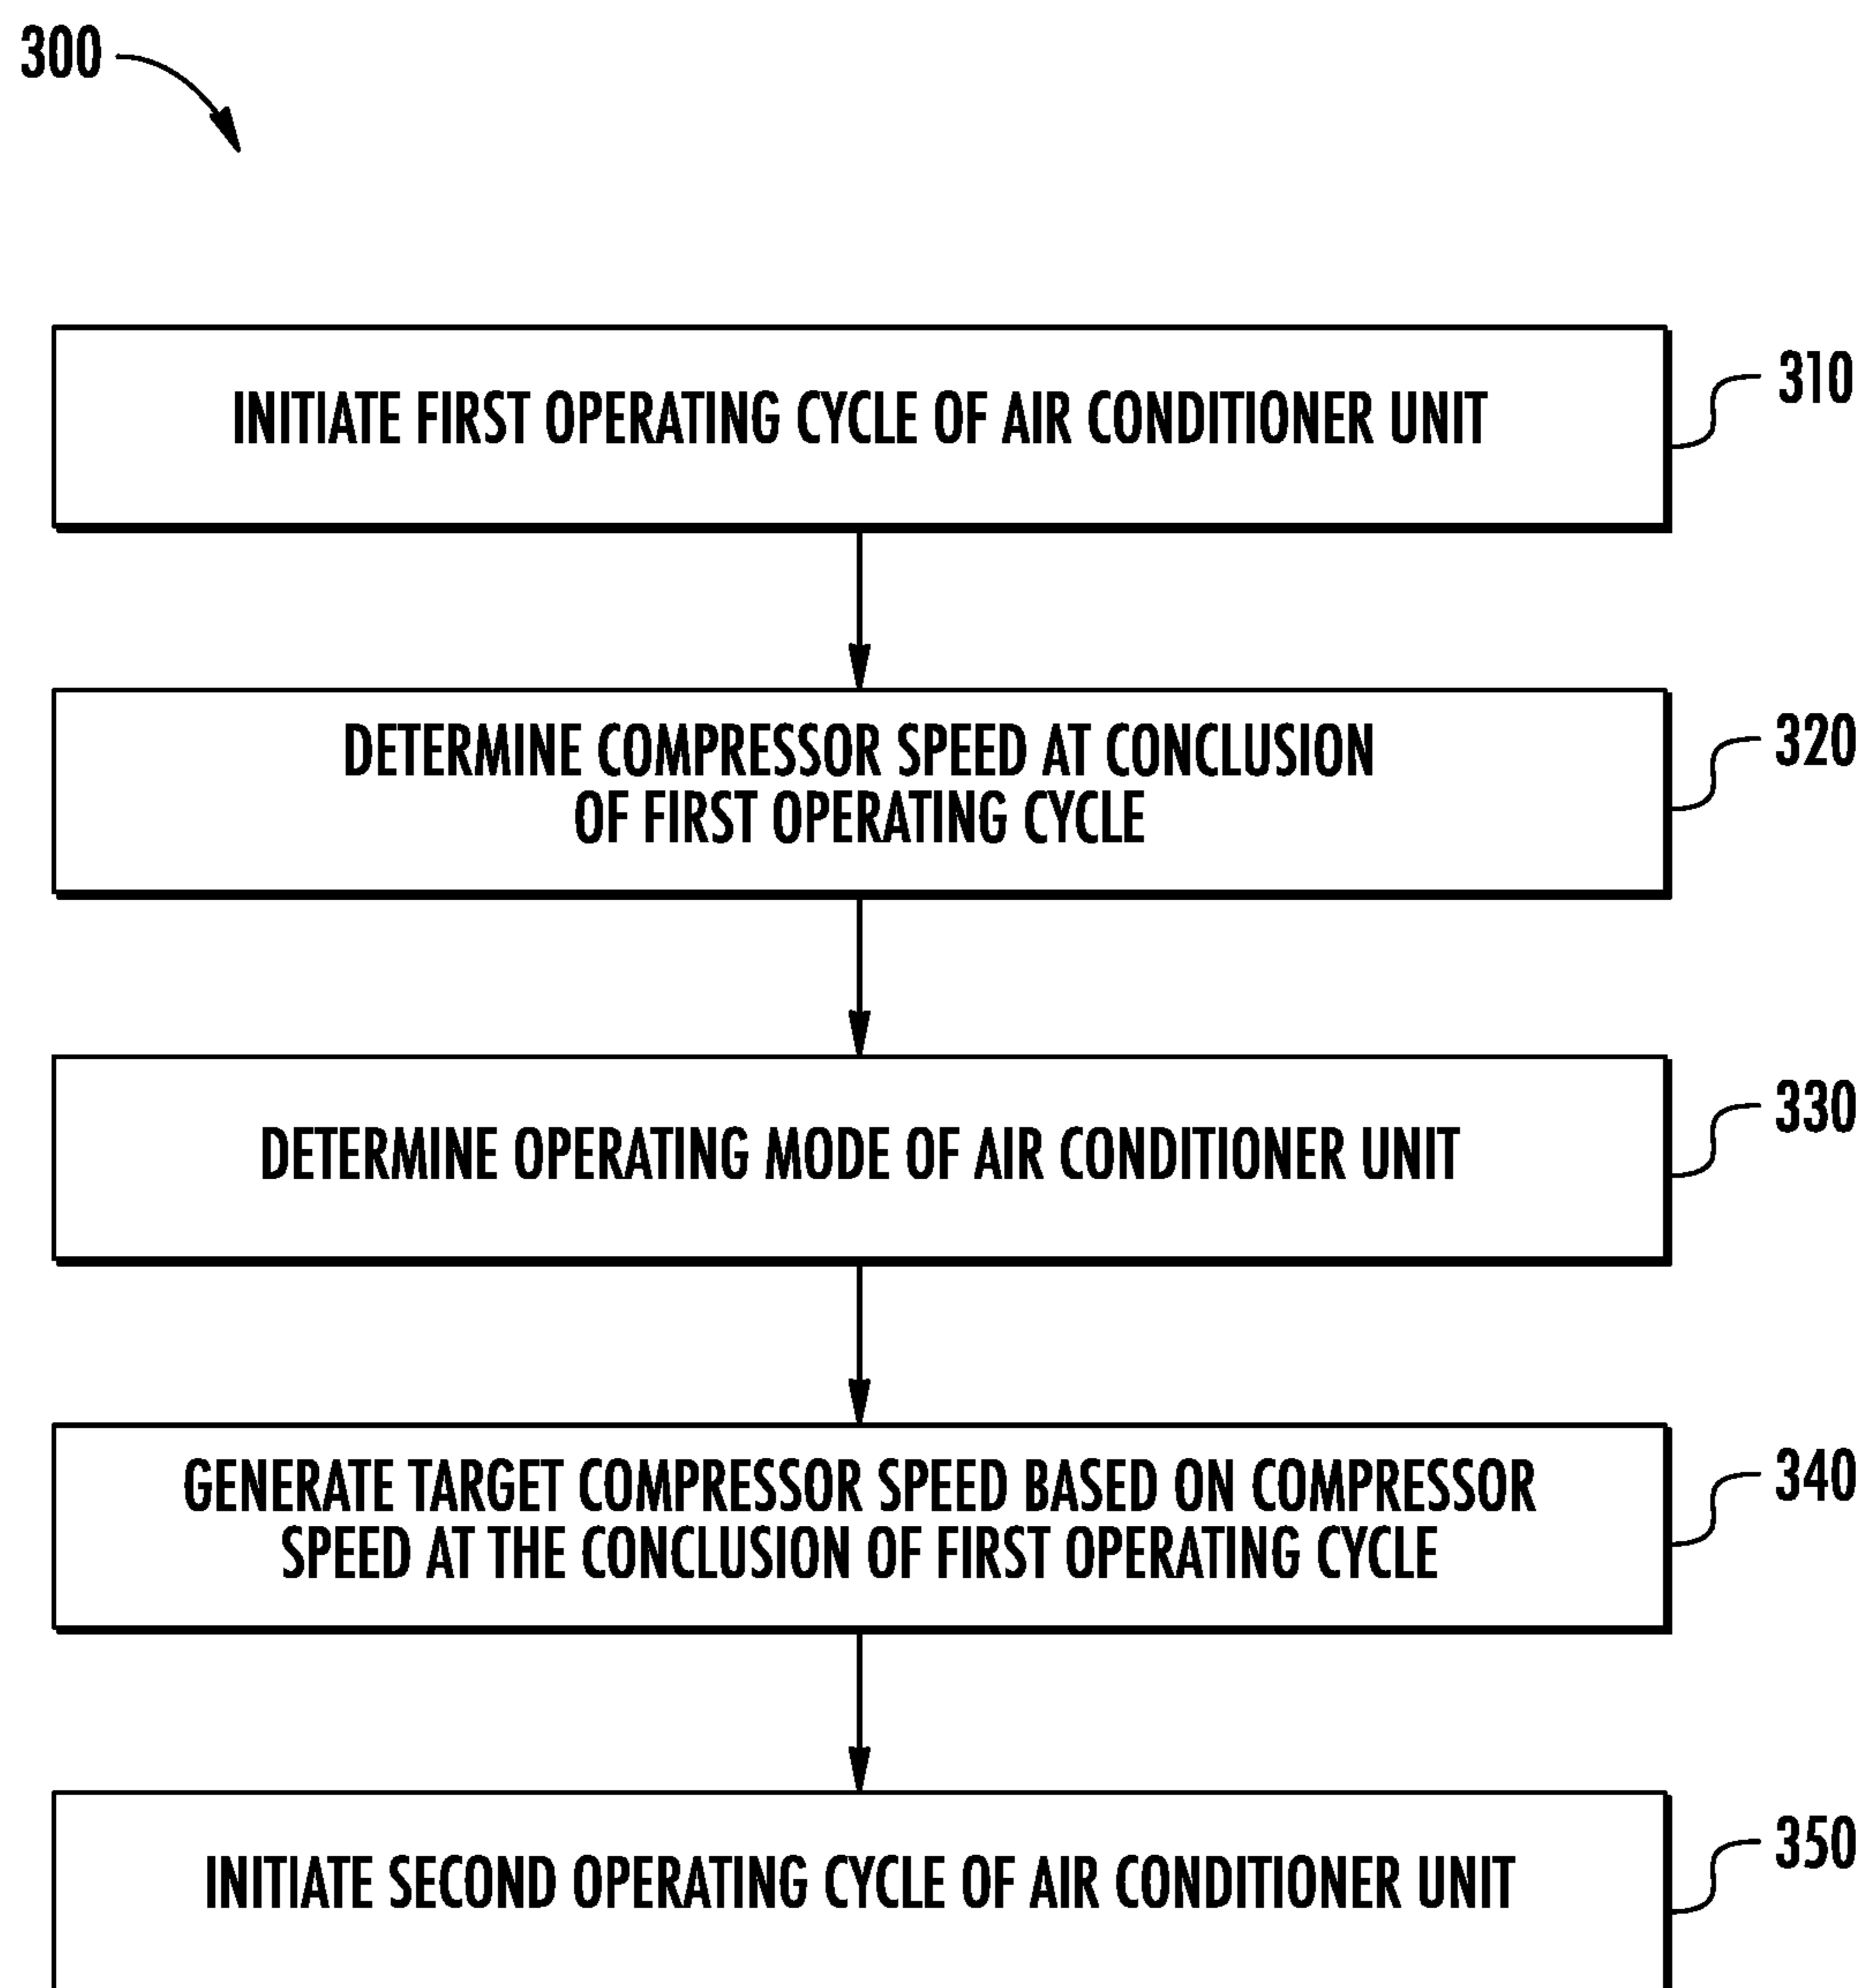 300
INITIATE FIRST OPERATING CYCLE OF AIR CONDITIONER UNIT
310
DETERMINE COMPRESSOR SPEED AT CONCLUSION
OF FIRST OPERATING CYCLE
320
DETERMINE OPERATING MODE OF AIR CONDITIONER UNIT
330
GENERATE TARGET COMPRESSOR SPEED BASED ON COMPRESSOR
SPEED AT THE CONCLUSION OF FIRST OPERATING CYCLE
340
INITIATE SECOND OPERATING CYCLE OF AIR CONDITIONER UNIT
350